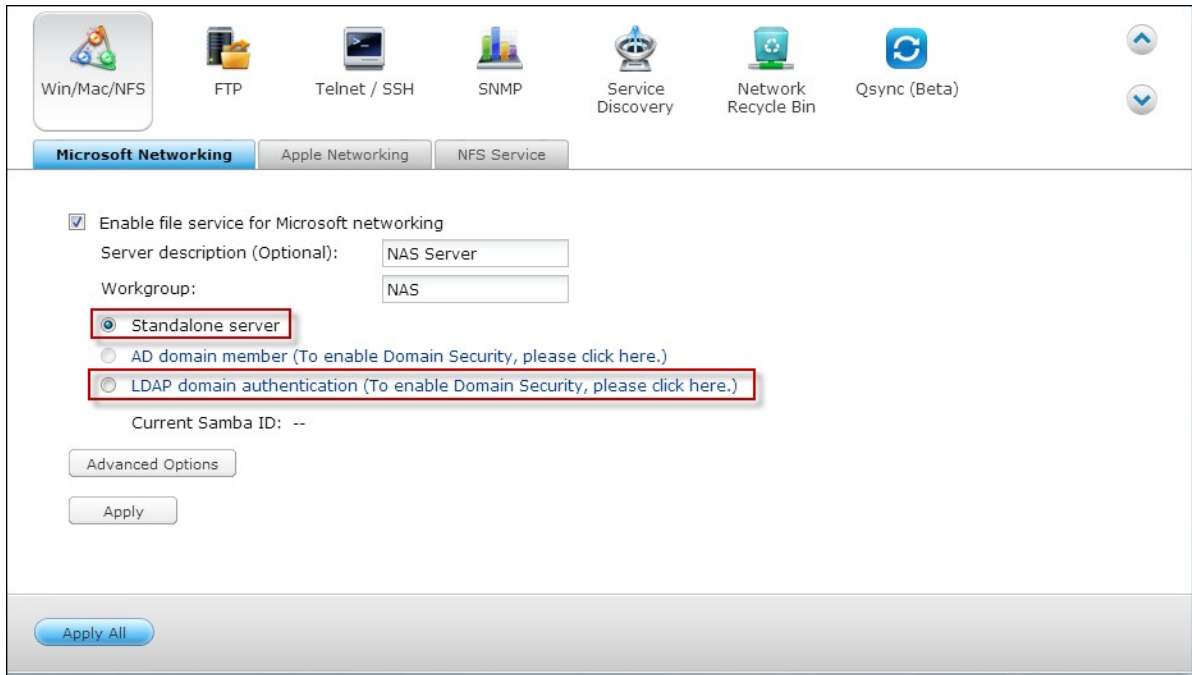 Win/Mac/NFS
FTP
Telnet / SSH
SNMP
Service
Discovery
Network
Recycle Bin
Qsync (Beta)
Microsoft Networking
Apple Networking
NFS Service
Enable file service for Microsoft networking
Server description (Optional): NAS Server
Workgroup: NAS
Standalone server
AD domain member (To enable Domain Security, please click here.)
LDAP domain authentication (To enable Domain Security, please click here.)
Current Samba ID: --
Advanced Options
Apply
Apply All